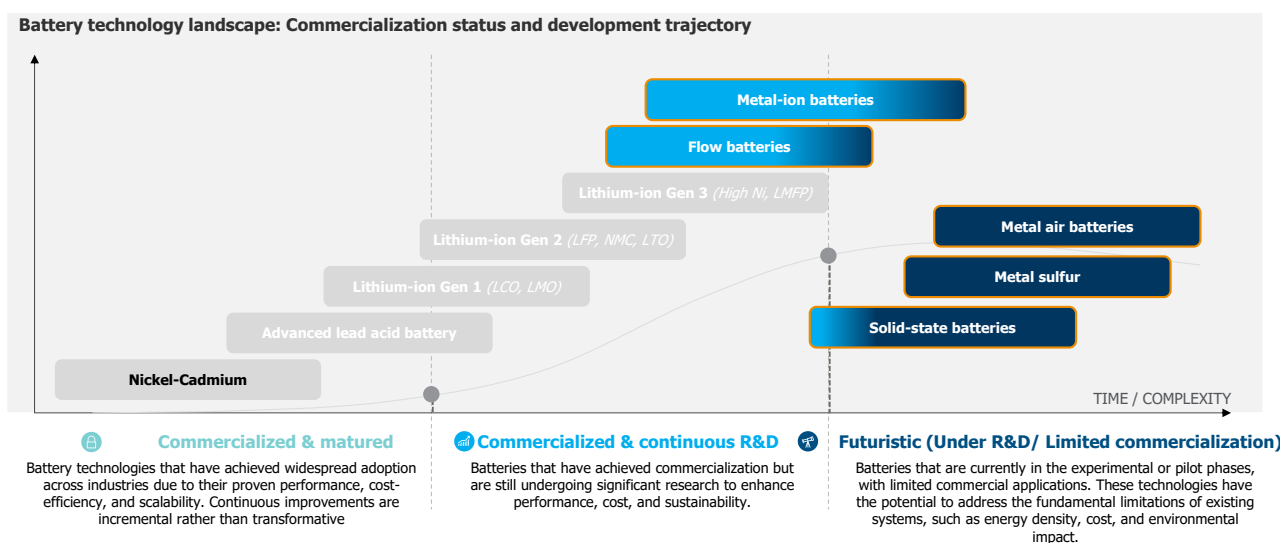 Battery technology landscape: Commercialization status and development trajectory
Metal-ion batteries
Flow batteries
Lithium-ion Gen 3 (High Ni, LMFP)
Metal air batteries
Lithium-ion Gen 2 (LFP, NMC, LTO)
Metal sulfur
Lithium-ion Gen 1 (LCO, LMO)
Solid-state batteries
Advanced lead acid battery
Nickel-Cadmium
TIME / COMPLEXITY
Commercialized & matured
Battery technologies that have achieved widespread adoption
across industries due to their proven performance, cost-
efficiency, and scalability. Continuous improvements are
incremental rather than transformative
Commercialized & continuous R&D
Batteries that have achieved commercialization but
are still undergoing significant research to enhance
performance, cost, and sustainability.
Futuristic (Under R&D/ Limited commercialization)
Batteries that are currently in the experimental or pilot phases,
with limited commercial applications. These technologies have
the potential to address the fundamental limitations of existing
systems, such as energy density, cost, and environmental
impact.